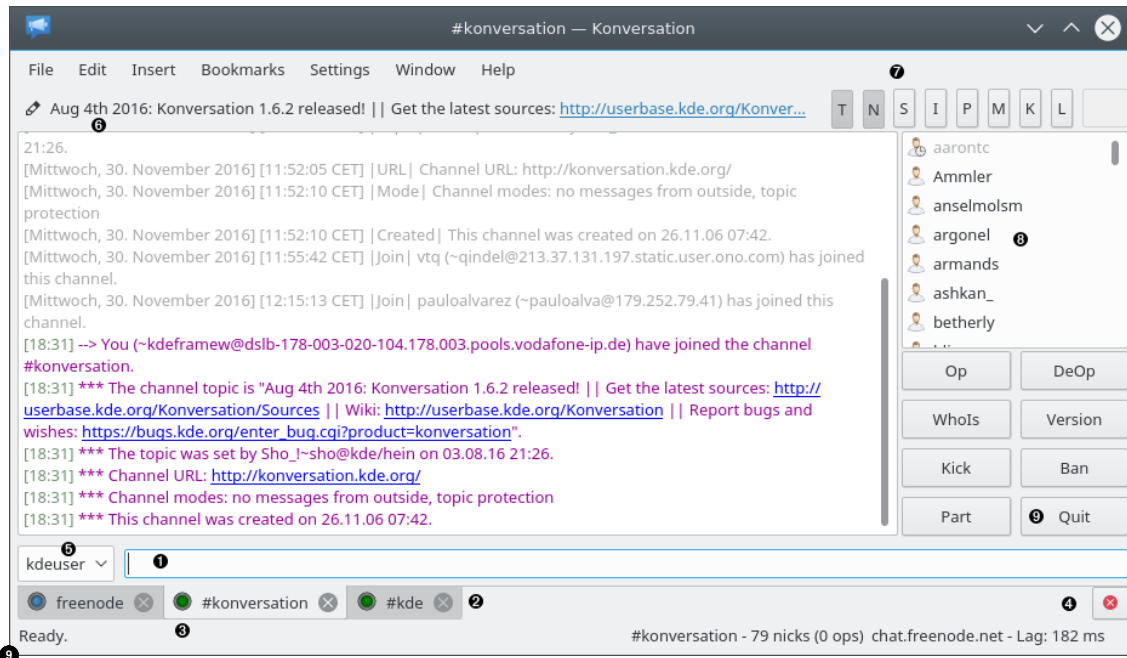 #konversation — Konversation
File Edit Insert Bookmarks Settings Window Help
❼
Aug 4th 2016: Konversation 1.6.2 released! || Get the latest sources: http://userbase.kde.org/Konver... T N S I P M K L
❻
21:26.
[Mittwoch, 30. November 2016] [11:52:05 CET] |URL| Channel URL: http://konversation.kde.org/
[Mittwoch, 30. November 2016] [11:52:10 CET] |Mode| Channel modes: no messages from outside, topic
protection
[Mittwoch, 30. November 2016] [11:52:10 CET] |Created| This channel was created on 26.11.06 07:42.
[Mittwoch, 30. November 2016] [11:55:42 CET] |Join| vtq (~qindel@213.37.131.197.static.user.ono.com) has joined
this channel.
[Mittwoch, 30. November 2016] [12:15:13 CET] |Join| pauloalvarez (~pauloalva@179.252.79.41) has joined this
channel.
[18:31] --> You (~kdeframew@dslb-178-003-020-104.178.003.pools.vodafone-ip.de) have joined the channel
#konversation.
[18:31] *** The channel topic is "Aug 4th 2016: Konversation 1.6.2 released! || Get the latest sources: http://
userbase.kde.org/Konversation/Sources || Wiki: http://userbase.kde.org/Konversation || Report bugs and
wishes: https://bugs.kde.org/enter_bug.cgi?product=konversation".
[18:31] *** The topic was set by Sho_!~sho@kde/hein on 03.08.16 21:26.
[18:31] *** Channel URL: http://konversation.kde.org/
[18:31] *** Channel modes: no messages from outside, topic protection
[18:31] *** This channel was created on 26.11.06 07:42.
aarontc
Ammler
anselmolsm
argonel ❽
armands
ashkan_
betherly
Op DeOp
WhoIs Version
Kick Ban
Part ❾ Quit
❺
kdeuser ❶
freenode #konversation #kde ❷ ❹
❸
Ready. #konversation - 79 nicks (0 ops) chat.freenode.net - Lag: 182 ms
❾